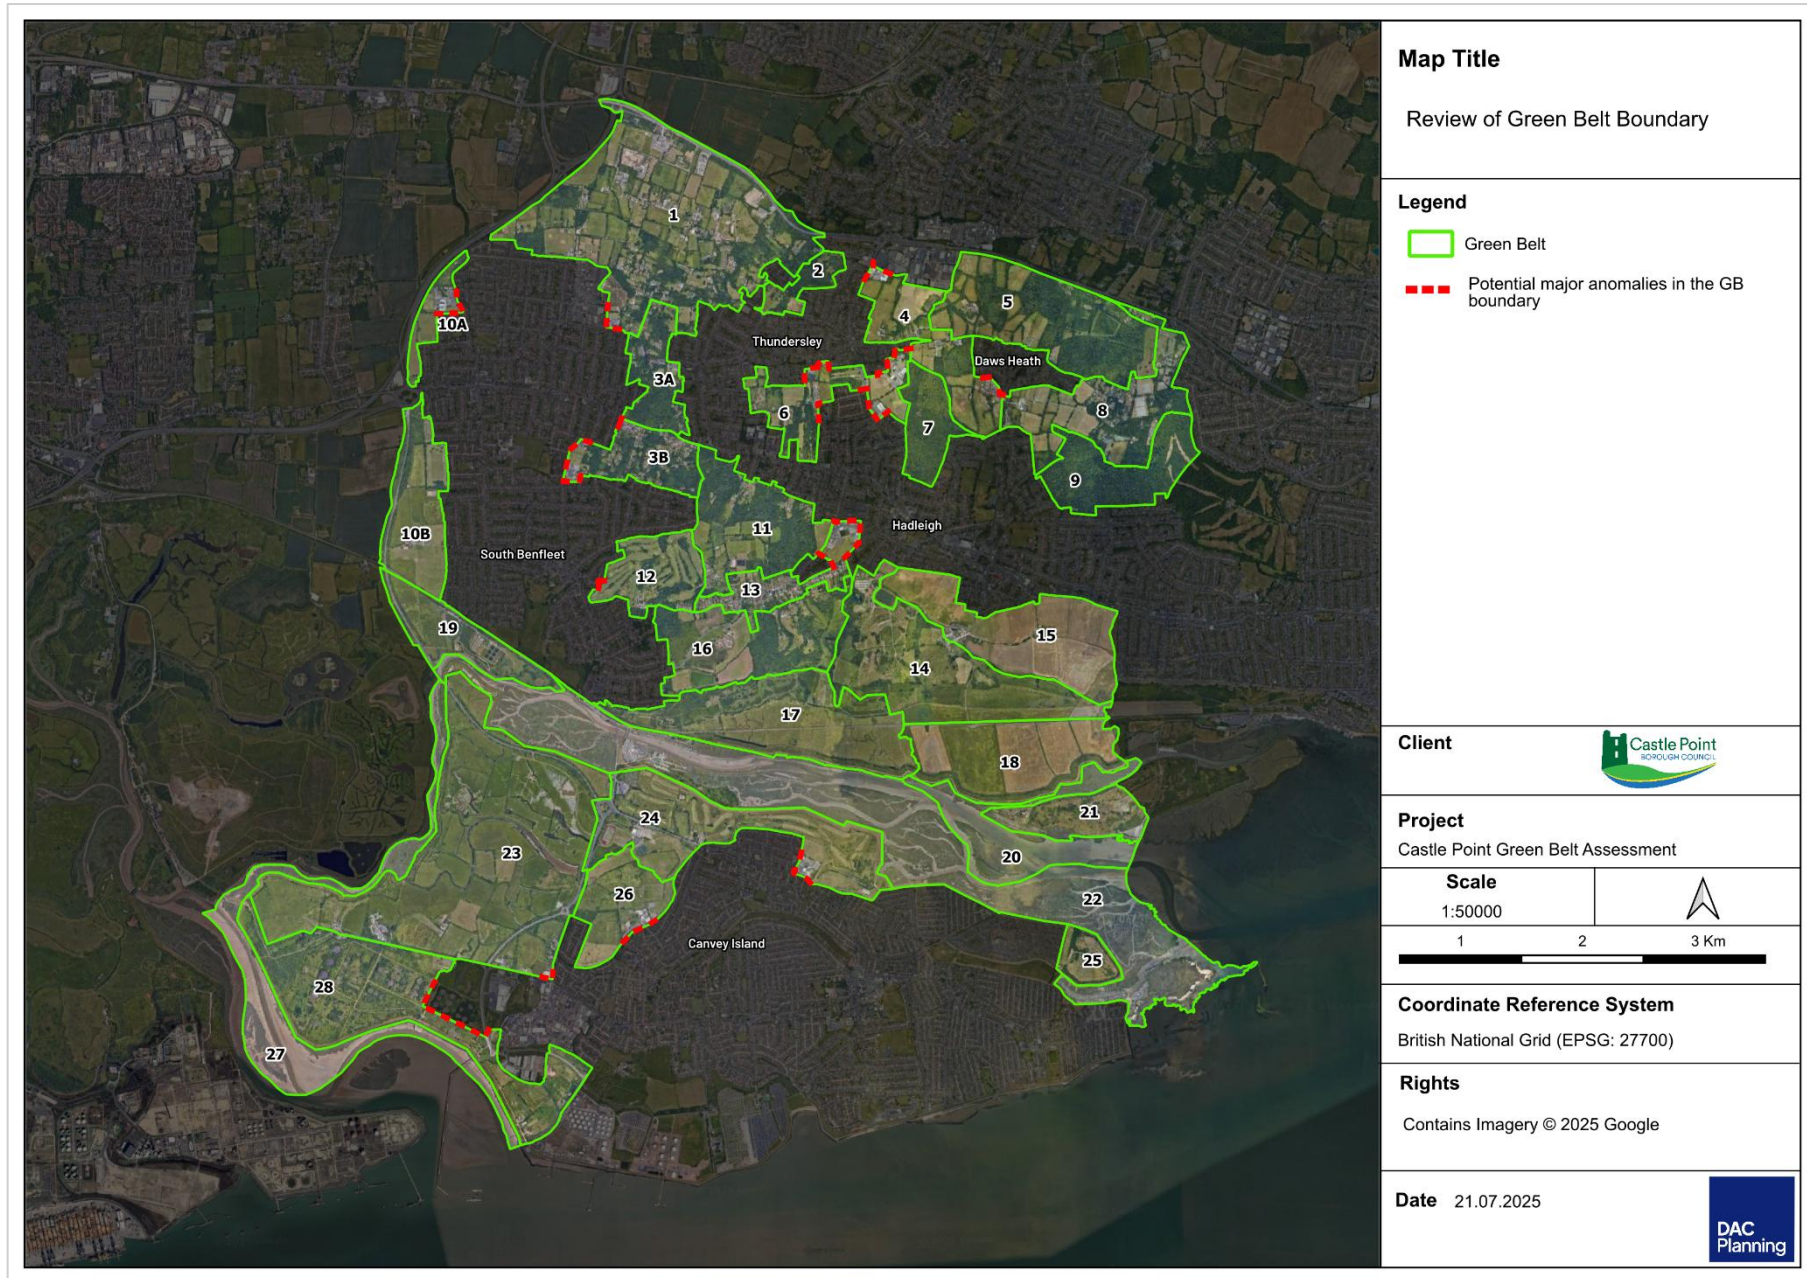 Map Title
Review of Green Belt Boundary
Legend
Green Belt
Potential major anomalies in the GB
boundary
Client
Castle Point
BOROUGH COUNCIL
Project
Castle Point Green Belt Assessment
Scale
1:50000
1 2 3 Km
Coordinate Reference System
British National Grid (EPSG: 27700)
Rights
Contains Imagery © 2025 Google
Date 21.07.2025
DAC
Planning
1
2
5
10A
4
Thundersley
Daws Heath
3A
6
8
7
3B
9
11
Hadleigh
10B
South Benfleet
12
13
19
15
16
14
17
18
21
24
23
20
26
22
Canvey Island
25
28
27